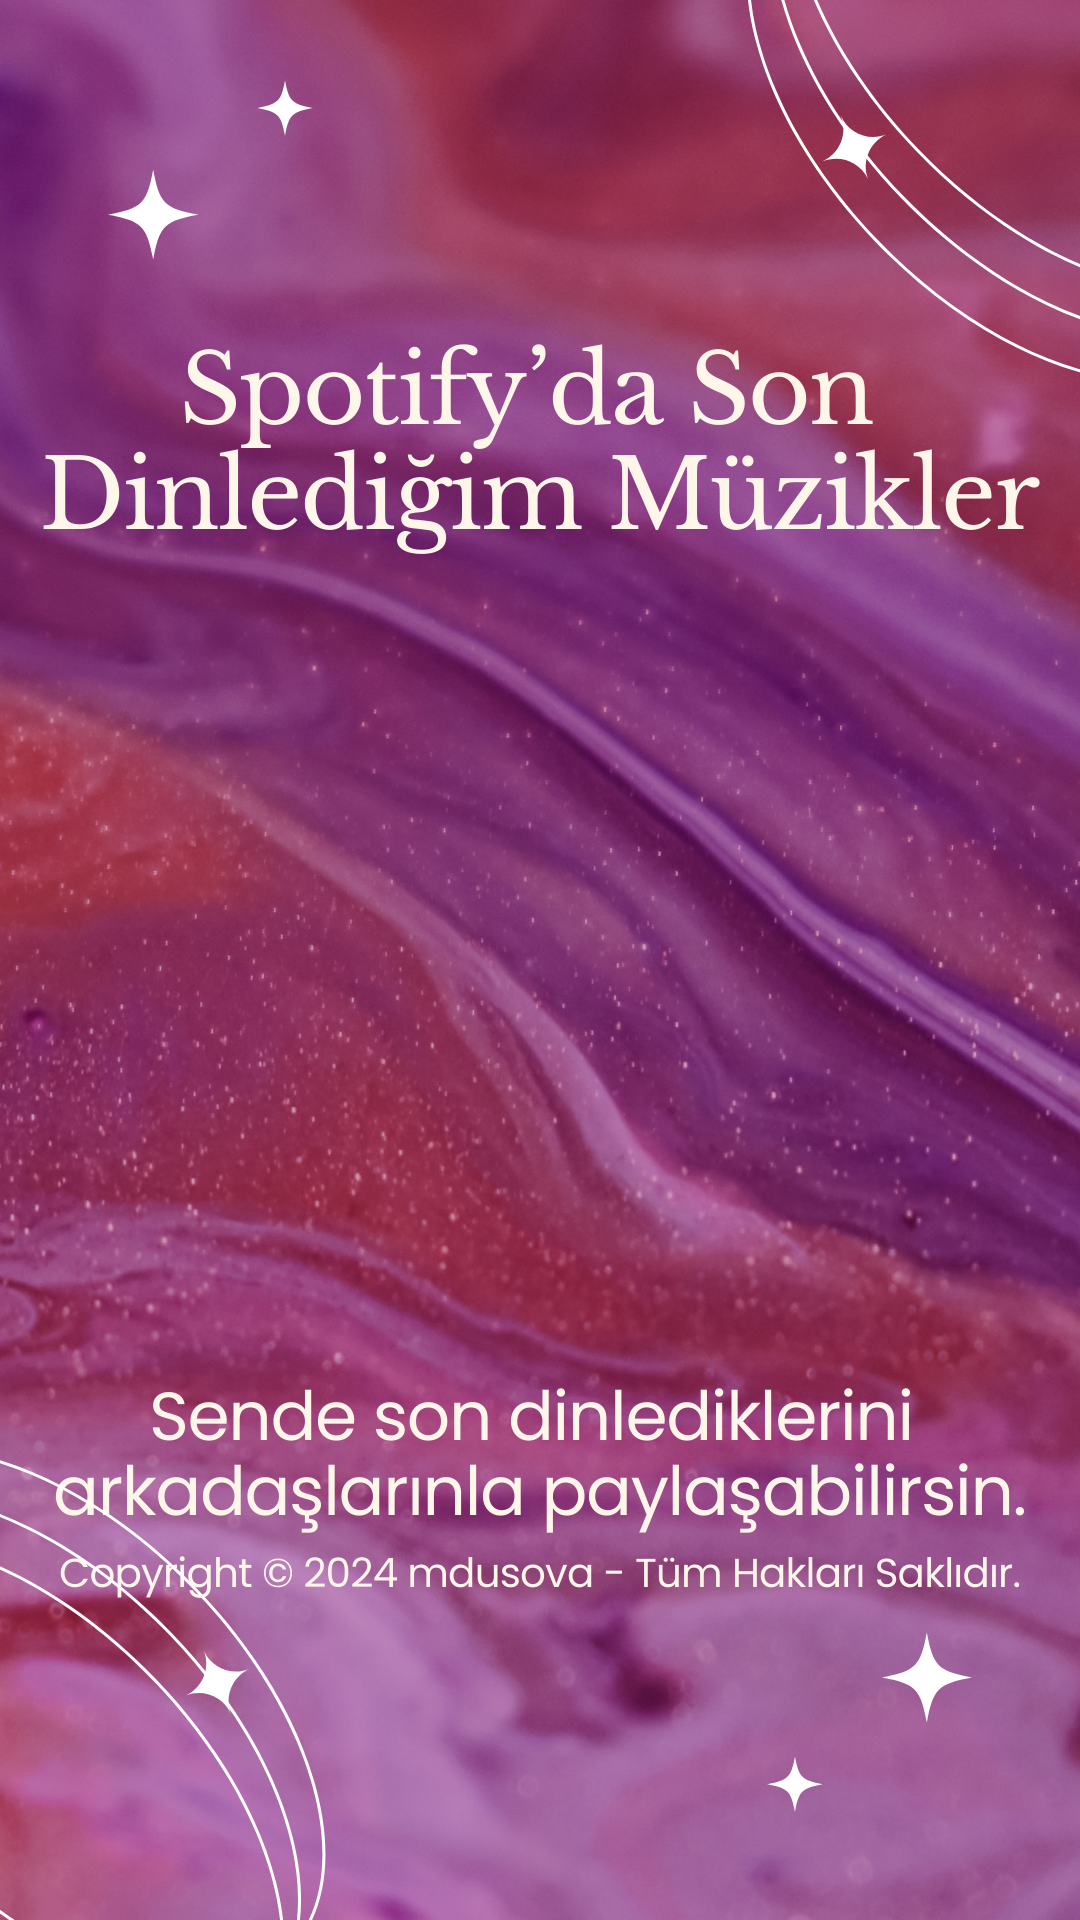 Spotify’da Son
Dinlediğim Müzikler
Sende son dinlediklerini
arkadaşlarınla paylaşabilirsin.
Copyright © 2024 mdusova - Tüm Hakları Saklıdır.